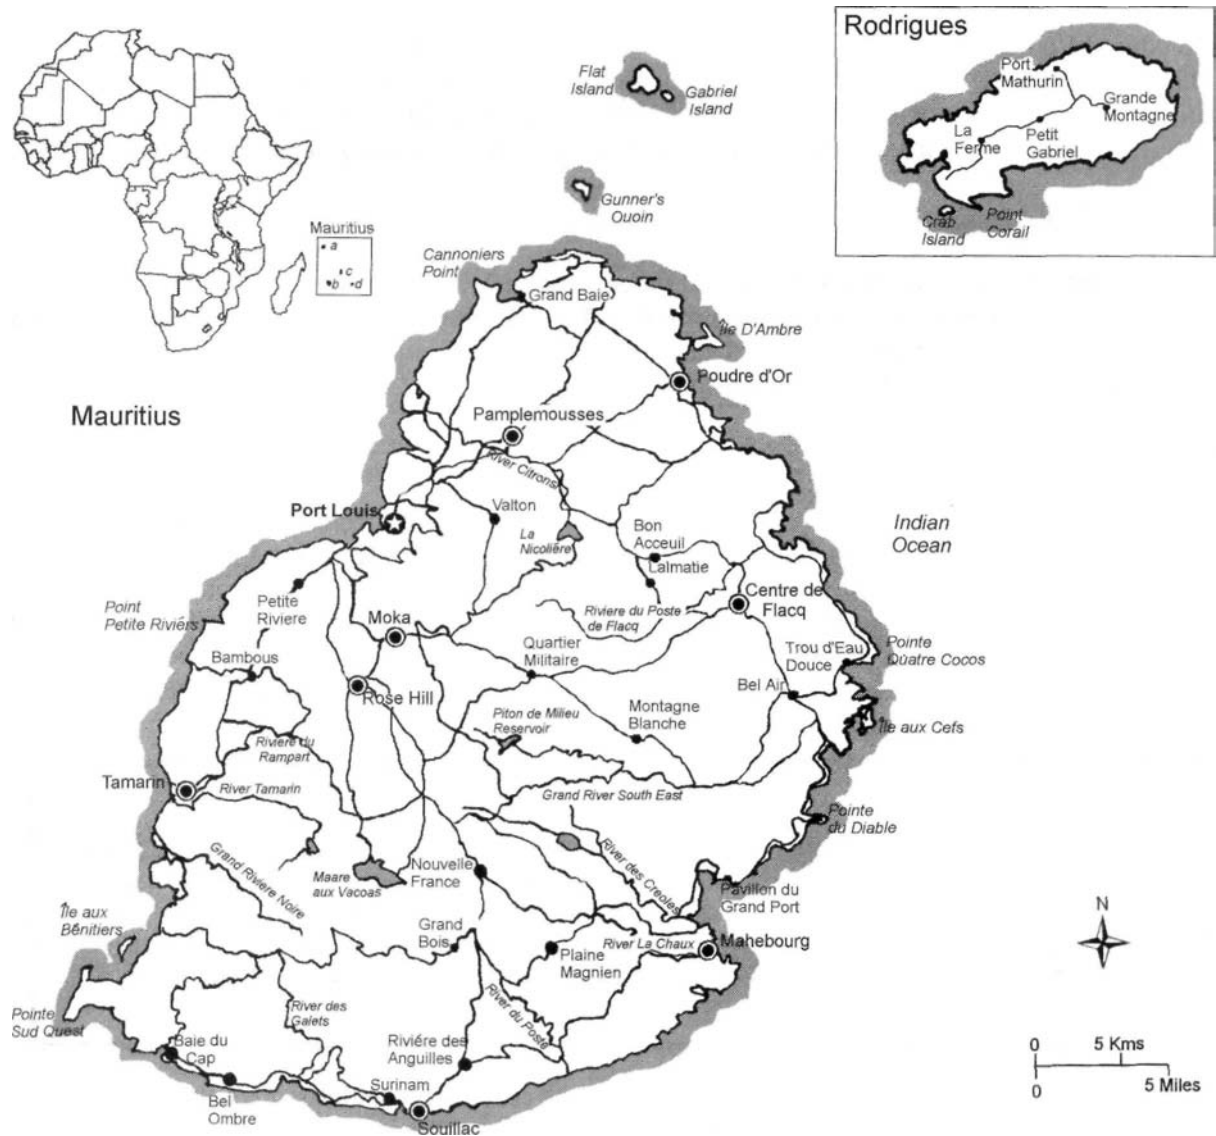 Rodrigues
Port
Mathurin
Grande
Montagne
La
Ferme
Petit
Gabriel
Crab
Island
Point
Corail
Flat
Island
Gabriel
Island
Gunner's
Ouoin
Mauritius
a
c
b
d
Cannoniers
Point
Grand Baie
Île D'Ambre
Poudre d'Or
Mauritius
Pamplemousses
River Citrons
Port Louis
Valton
La
Nicoliére
Bon
Acceuil
Lalmatie
Indian
Ocean
Petite
Riviere
Point
Petite Riviérs
Moka
Riviere du Poste
de Flacq
Centre de
Flacq
Bambous
Quartier
Militaire
Trou d'Eau
Douce
Pointe
Quatre Cocos
Rose Hill
Bel Air
Piton de Milieu
Reservoir
Montagne
Blanche
Île aux Cefs
Riviere du
Rampart
Tamarin
River Tamarin
Grand River South East
Pointe
du Diable
Grand Riviere Noire
Maare
aux Vacoas
Nouvelle
France
River des Creoles
Pavillon du
Grand Port
Île aux
Bénitiers
Grand
Bois
Plaine
Magnien
River La Chaux
Mahebourg
N
Pointe
Sud Quest
River des
Galets
River du Poste
Baie du
Cap
Riviére des
Anguilles
Bel
Ombre
Surinam
Souillac
0
5 Kms
0
5 Miles